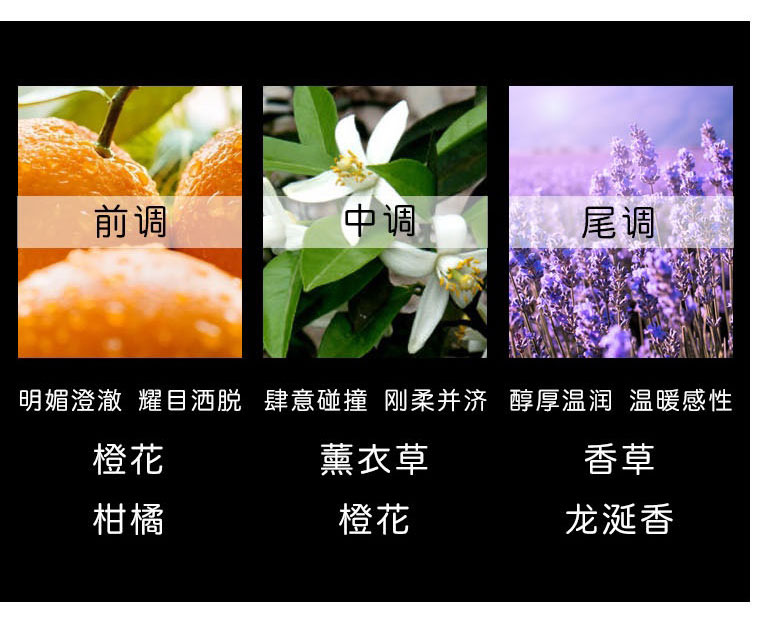 前调
中调
尾调
明媚澄澈 耀目洒脱
肆意碰撞 刚柔并济
醇厚温润 温暖感性
橙花
薰衣草
香草
柑橘
橙花
龙涎香